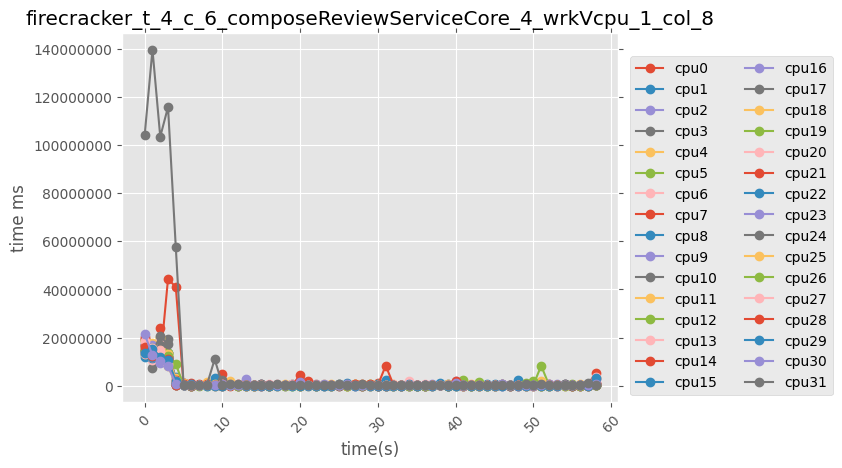 firecracker_t_4_c_6_composeReviewServiceCore_4_wrkVcpu_1_col_8
140000000
120000000
100000000
80000000
60000000
40000000
20000000
0
time ms
0
10
20
30
40
50
60
time(s)
cpu0
cpu1
cpu2
cpu3
cpu4
cpu5
cpu6
cpu7
cpu8
cpu9
cpu10
cpu11
cpu12
cpu13
cpu14
cpu15
cpu16
cpu17
cpu18
cpu19
cpu20
cpu21
cpu22
cpu23
cpu24
cpu25
cpu26
cpu27
cpu28
cpu29
cpu30
cpu31